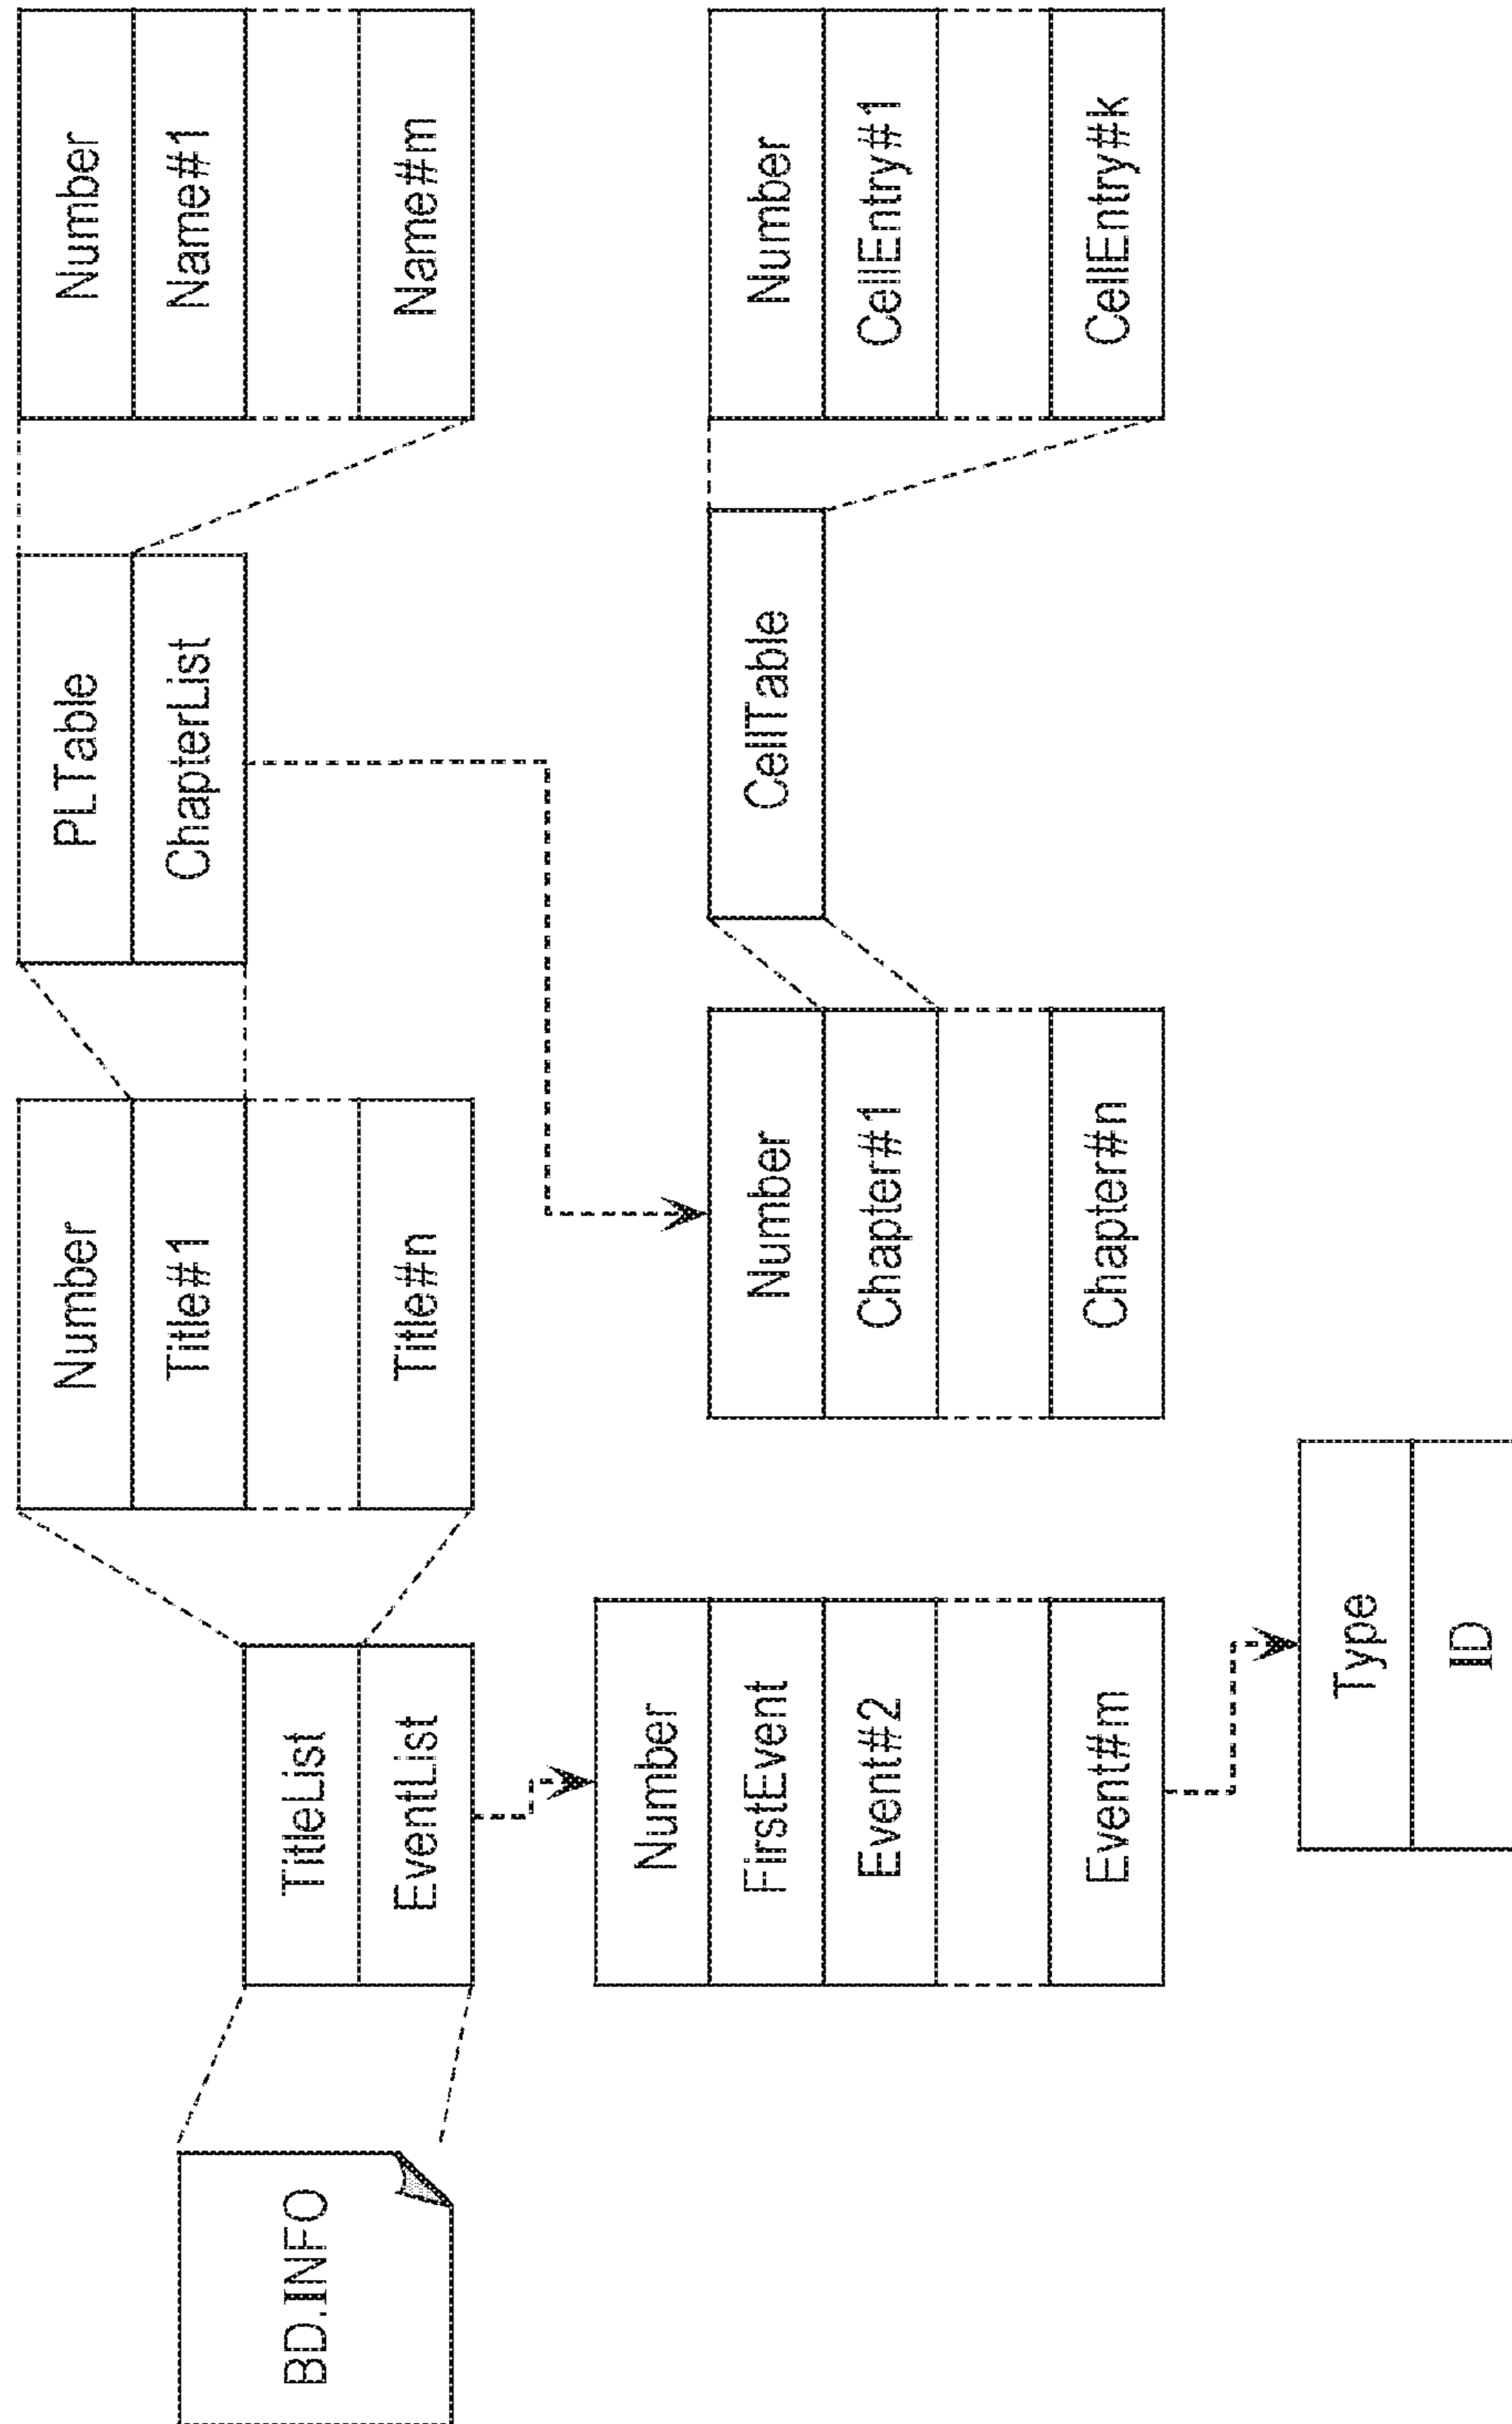 BD.INFO
TitleList
EventList
Number
Title#1
Title#n
PLTable
ChapterList
Number
Name#1
Name#m
Number
FirstEvent
Event#2
Event#m
Type
ID
Number
Chapter#1
Chapter#n
CellTable
Number
CellEntry#1
CellEntry#k